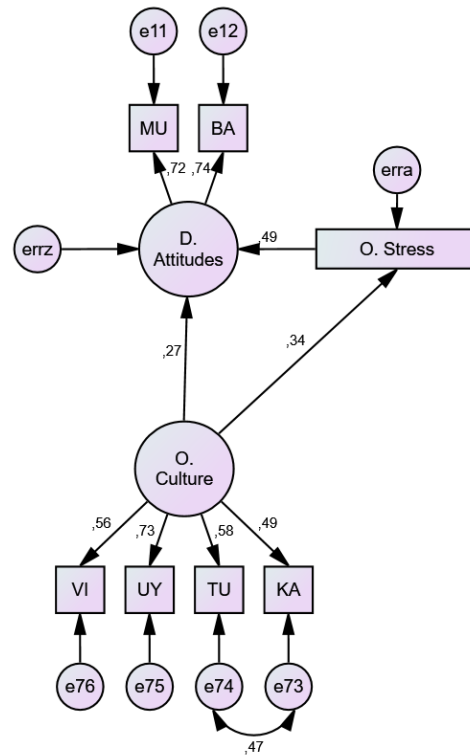 e11
e12
MU
BA
,72
,74
erra
errz
D.
Attitudes
,49
O. Stress
,27
,34
O.
Culture
,56
,73
,58
,49
VI
UY
TU
KA
e76
e75
e74
e73
,47